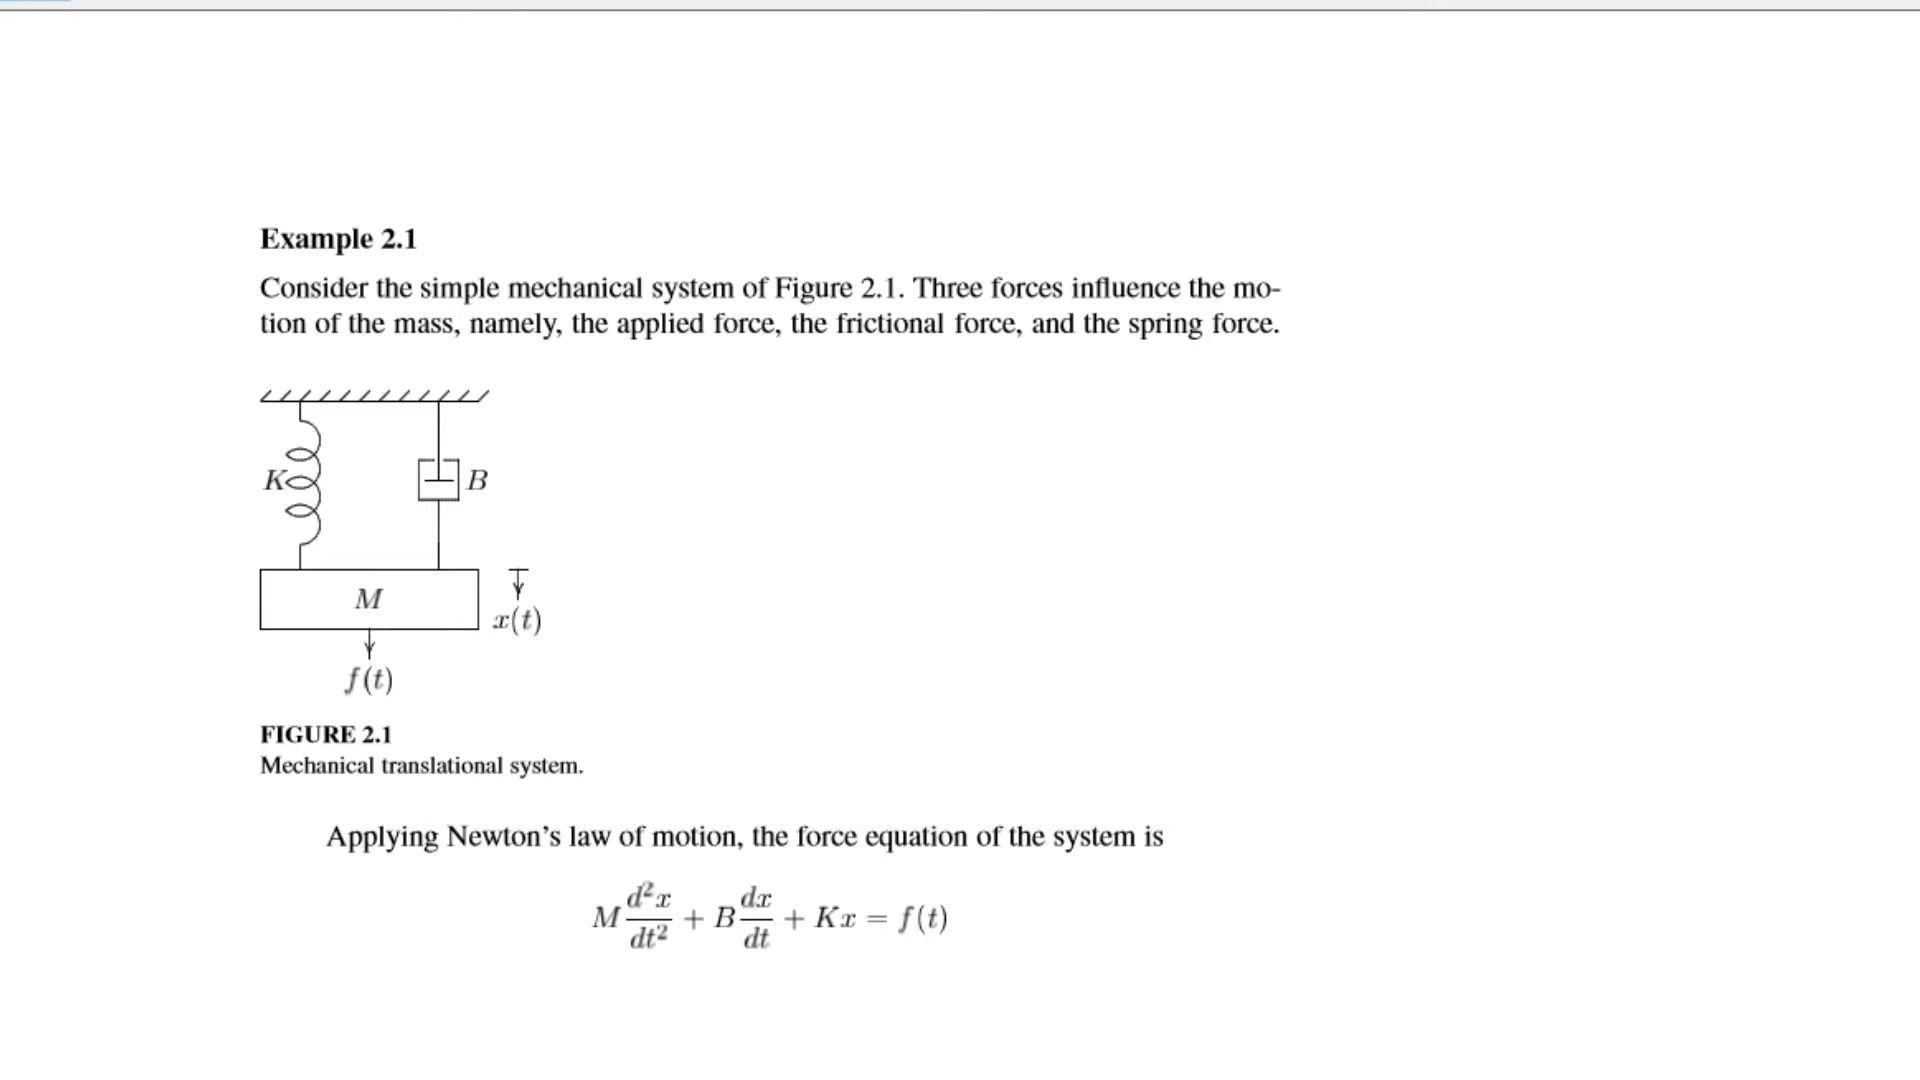 Example 2.1
Consider the simple mechanical system of Figure 2.1. Three forces influence the mo-
tion of the mass, namely, the applied force, the frictional force, and the spring force.
K
B
M
x(t)
f(t)
FIGURE 2.1
Mechanical translational system.
Applying Newton’s law of motion, the force equation of the system is
M d²x/dt² + B dx/dt + Kx = f(t)